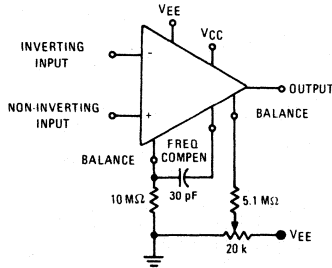 VEE
VCC
INVERTING
INPUT
-
OUTPUT
NON-INVERTING
INPUT
+
BALANCE
FREQ
COMPEN
BALANCE
30 pF
10 MΩ
5.1 MΩ
VEE
20 k